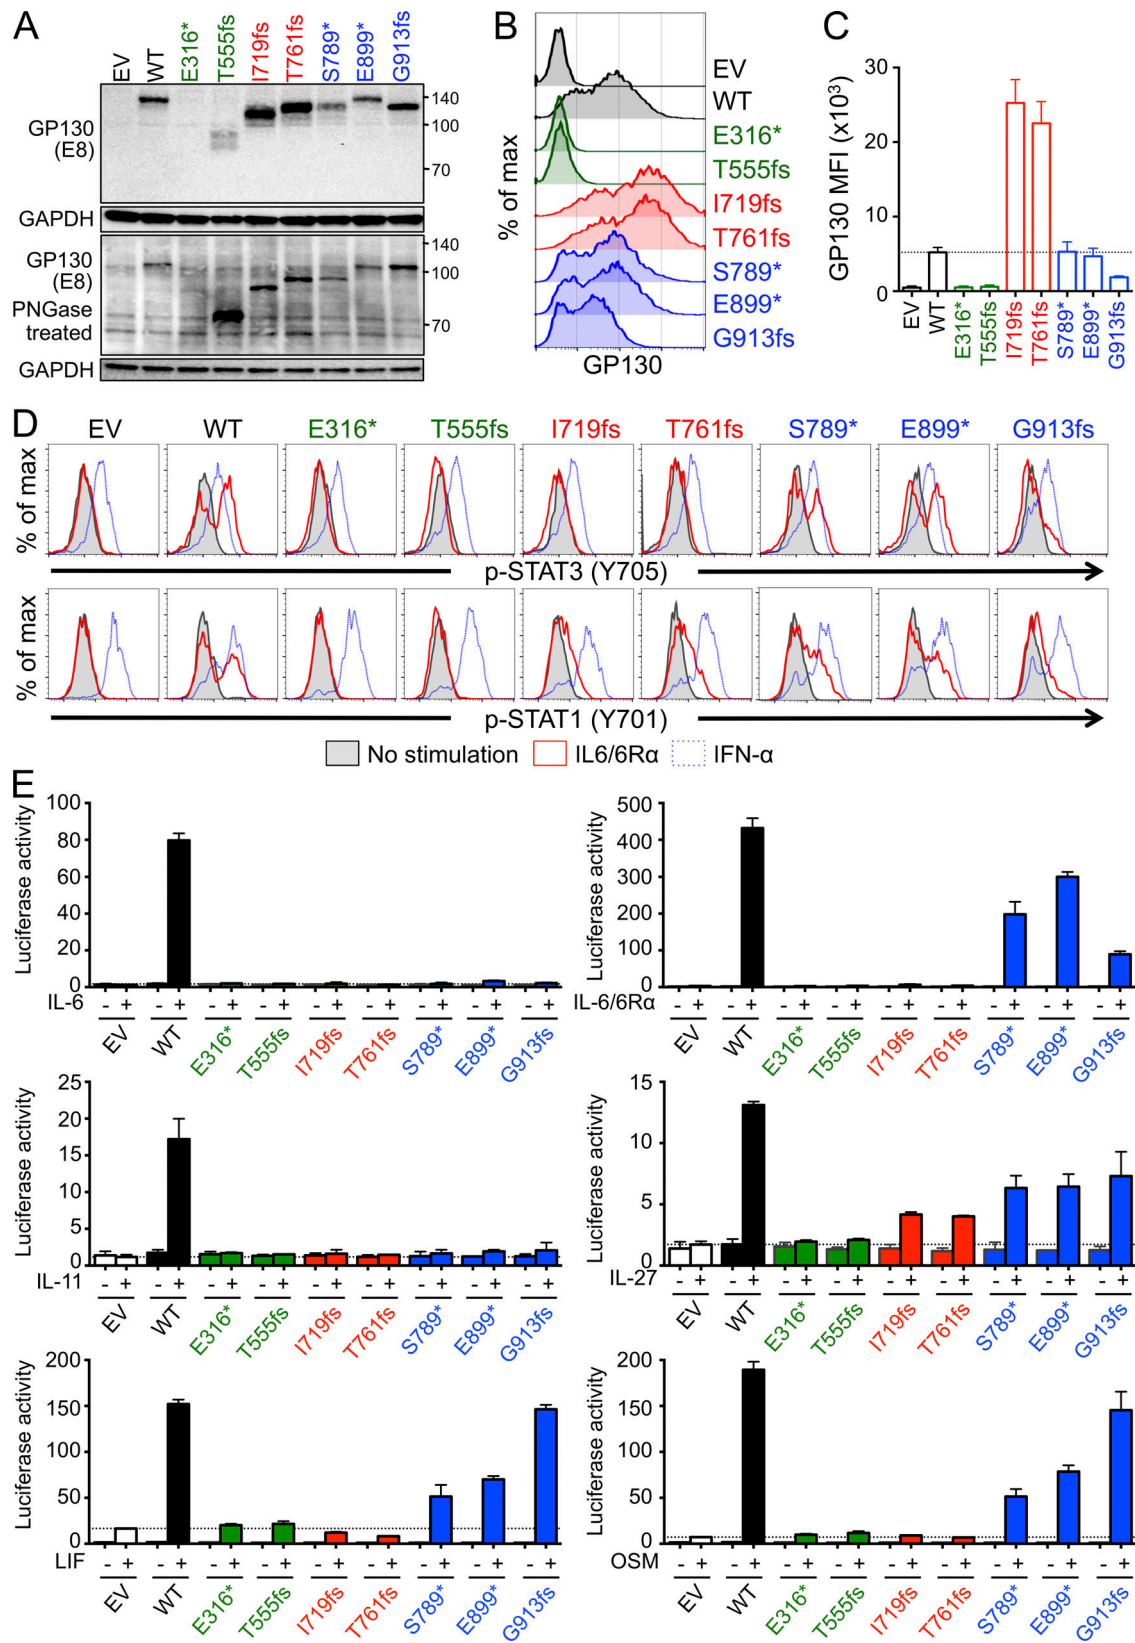 A
EV WT E316* T555fs I719fs T761fs S789* E899* G913fs
GP130
(E8)
140
100
70
GAPDH
GP130
(E8)
PNGase
treated
140
100
70
GAPDH
B
% of max
EV
WT
E316*
T555fs
I719fs
T761fs
S789*
E899*
G913fs
GP130
C
GP130 MFI (x10³)
30
20
10
0
EV WT E316* T555fs I719fs T761fs S789* E899* G913fs
D
EV WT E316* T555fs I719fs T761fs S789* E899* G913fs
% of max
p-STAT3 (Y705)
% of max
p-STAT1 (Y701)
No stimulation IL6/6Rα IFN-α
E
Luciferase activity
100
80
60
40
20
0
IL-6 - + - + - + - + - + - + - + - + - +
EV WT E316* T555fs I719fs T761fs S789* E899* G913fs
Luciferase activity
500
400
300
200
100
0
IL-6/6Rα - + - + - + - + - + - + - + - + - +
EV WT E316* T555fs I719fs T761fs S789* E899* G913fs
Luciferase activity
25
20
15
10
5
0
IL-11 - + - + - + - + - + - + - + - + - +
EV WT E316* T555fs I719fs T761fs S789* E899* G913fs
Luciferase activity
15
10
5
0
IL-27 - + - + - + - + - + - + - + - + - +
EV WT E316* T555fs I719fs T761fs S789* E899* G913fs
Luciferase activity
200
150
100
50
0
LIF - + - + - + - + - + - + - + - + - +
EV WT E316* T555fs I719fs T761fs S789* E899* G913fs
Luciferase activity
200
150
100
50
0
OSM - + - + - + - + - + - + - + - + - +
EV WT E316* T555fs I719fs T761fs S789* E899* G913fs